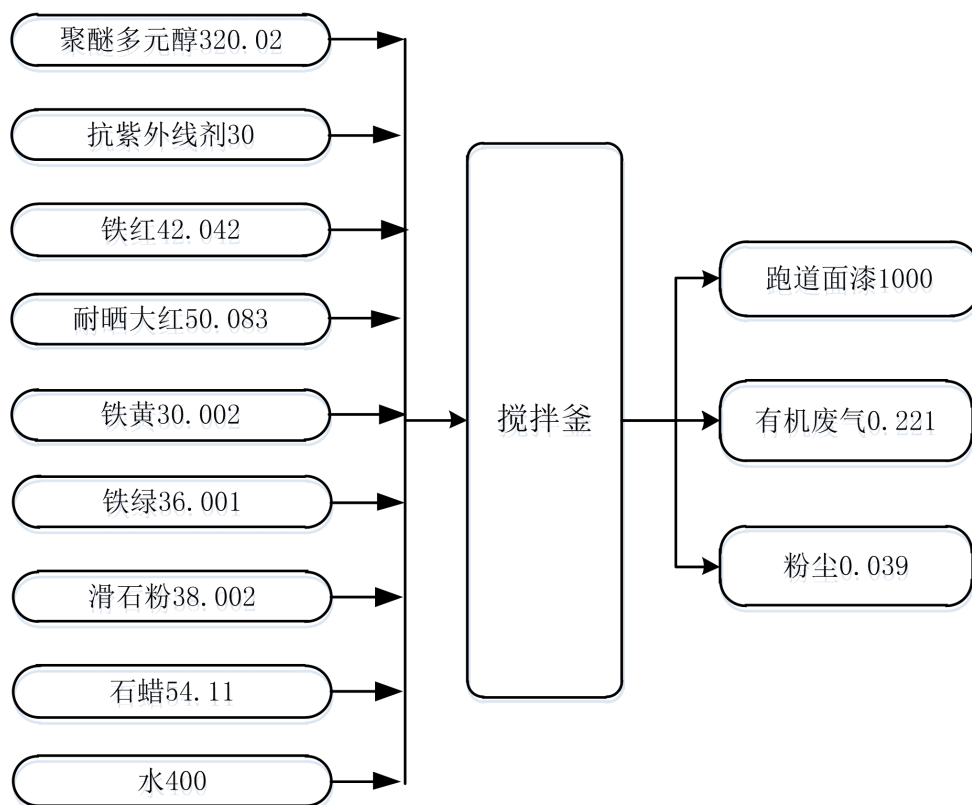 聚醚多元醇320.02
抗紫外线剂30
铁红42.042
耐晒大红50.083
铁黄30.002
铁绿36.001
滑石粉38.002
石蜡54.11
水400
搅拌釜
跑道面漆1000
有机废气0.221
粉尘0.039